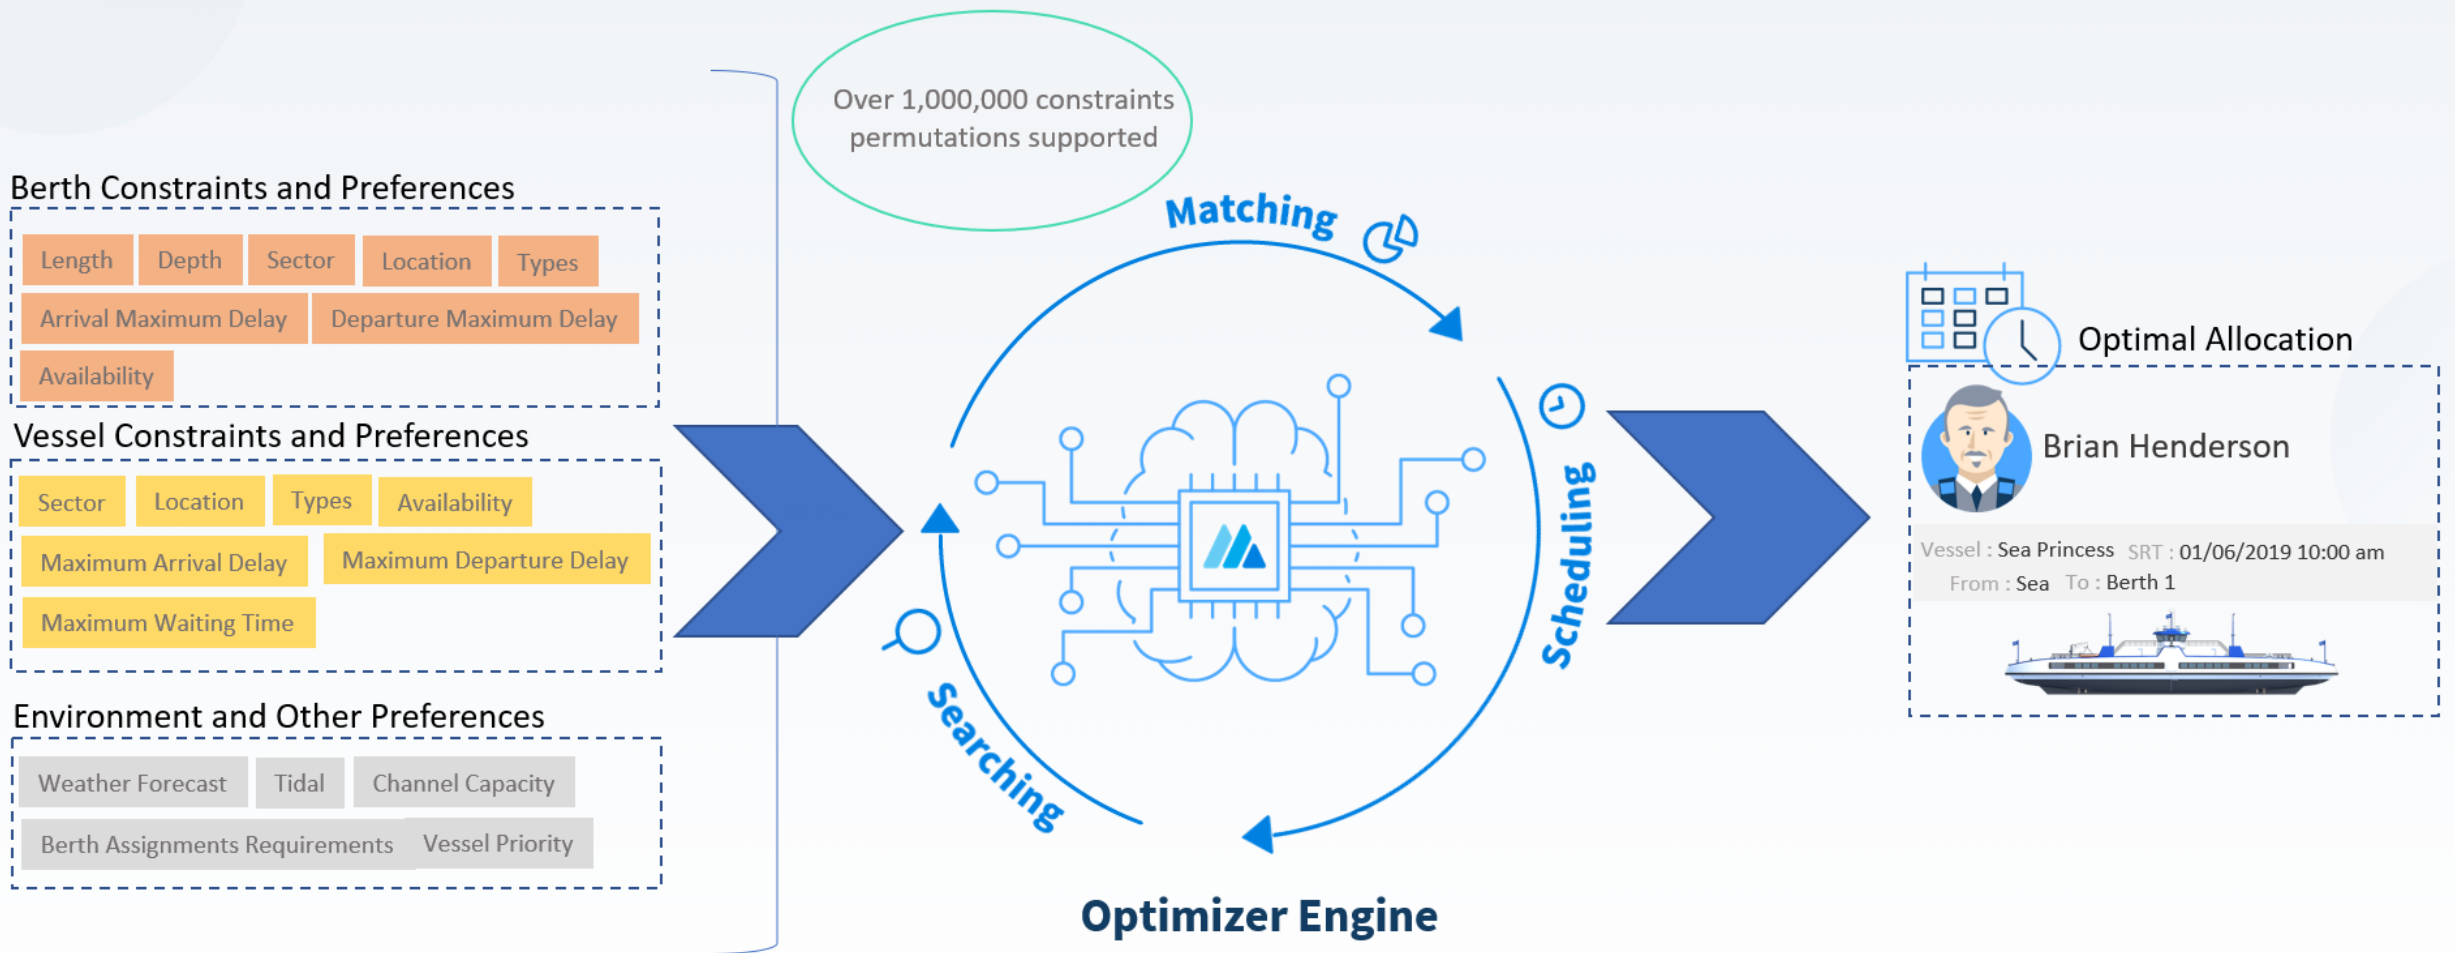 Over 1,000,000 constraints
permutations supported
Berth Constraints and Preferences
Length Depth Sector Location Types
Arrival Maximum Delay Departure Maximum Delay
Availability
Vessel Constraints and Preferences
Sector Location Types Availability
Maximum Arrival Delay Maximum Departure Delay
Maximum Waiting Time
Environment and Other Preferences
Weather Forecast Tidal Channel Capacity
Berth Assignments Requirements Vessel Priority
Matching
Scheduling
Searching
Optimizer Engine
Optimal Allocation
Brian Henderson
Vessel : Sea Princess SRT : 01/06/2019 10:00 am
From : Sea To : Berth 1